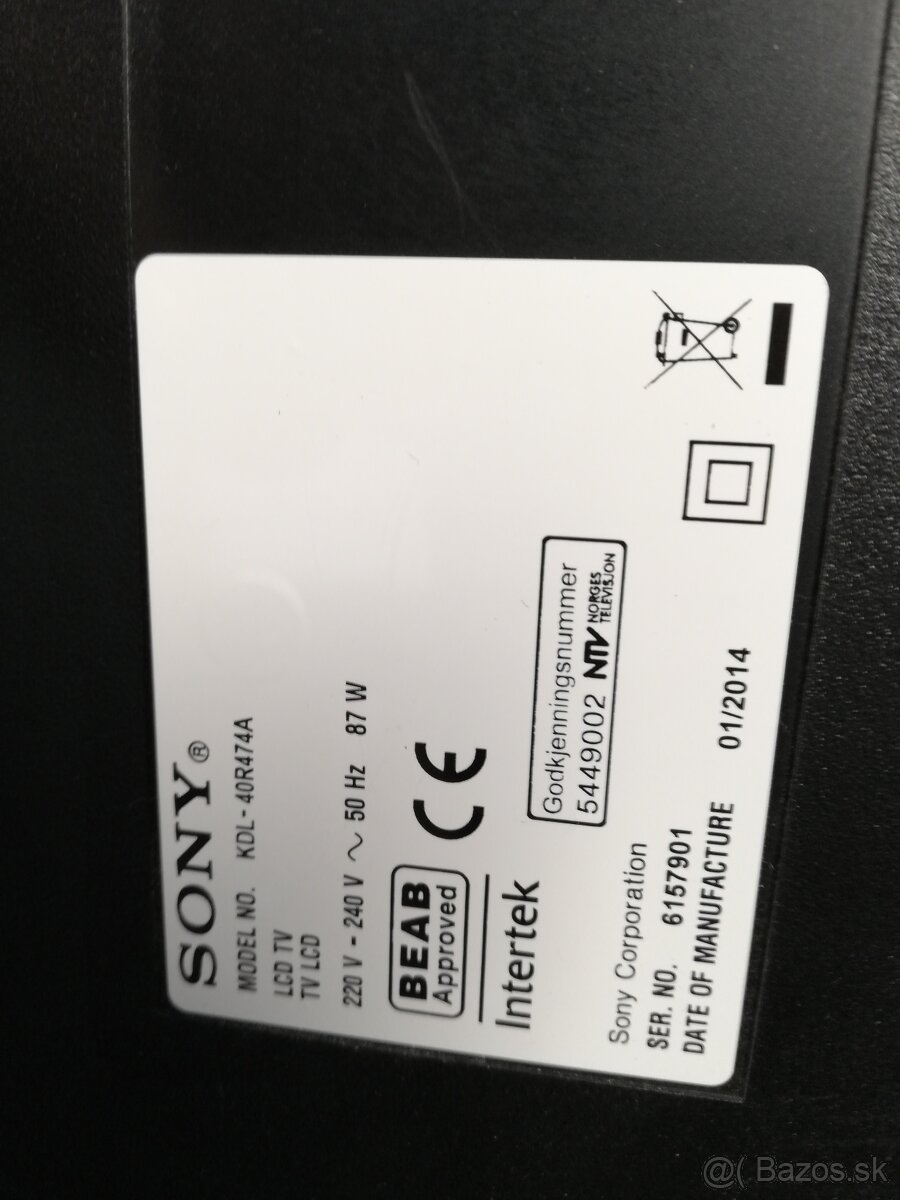 SONY®
MODEL NO. KDL-40R474A
LCD TV
TV LCD
220 V - 240 V ~ 50 Hz 87 W
BEAB
Approved
CE
Intertek
Godkjenningsnummer
5449002 NTV NORGES
TELEVISJON
Sony Corporation
SER. NO. 6157901
DATE OF MANUFACTURE 01/2014
@( Bazos.sk